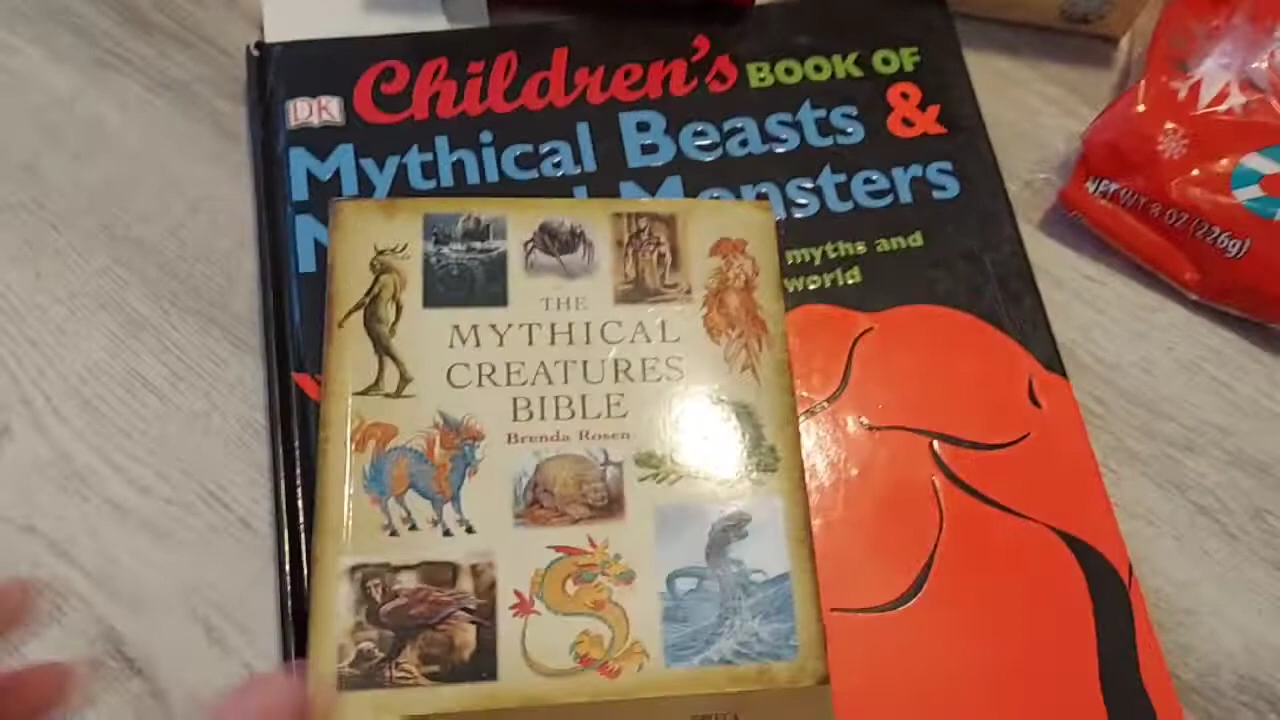 DK
Children's BOOK OF
Mythical Beasts &
Monsters
myths and
world
THE
MYTHICAL
CREATURES
BIBLE
Brenda Rosen
NET WT 8 OZ (226g)